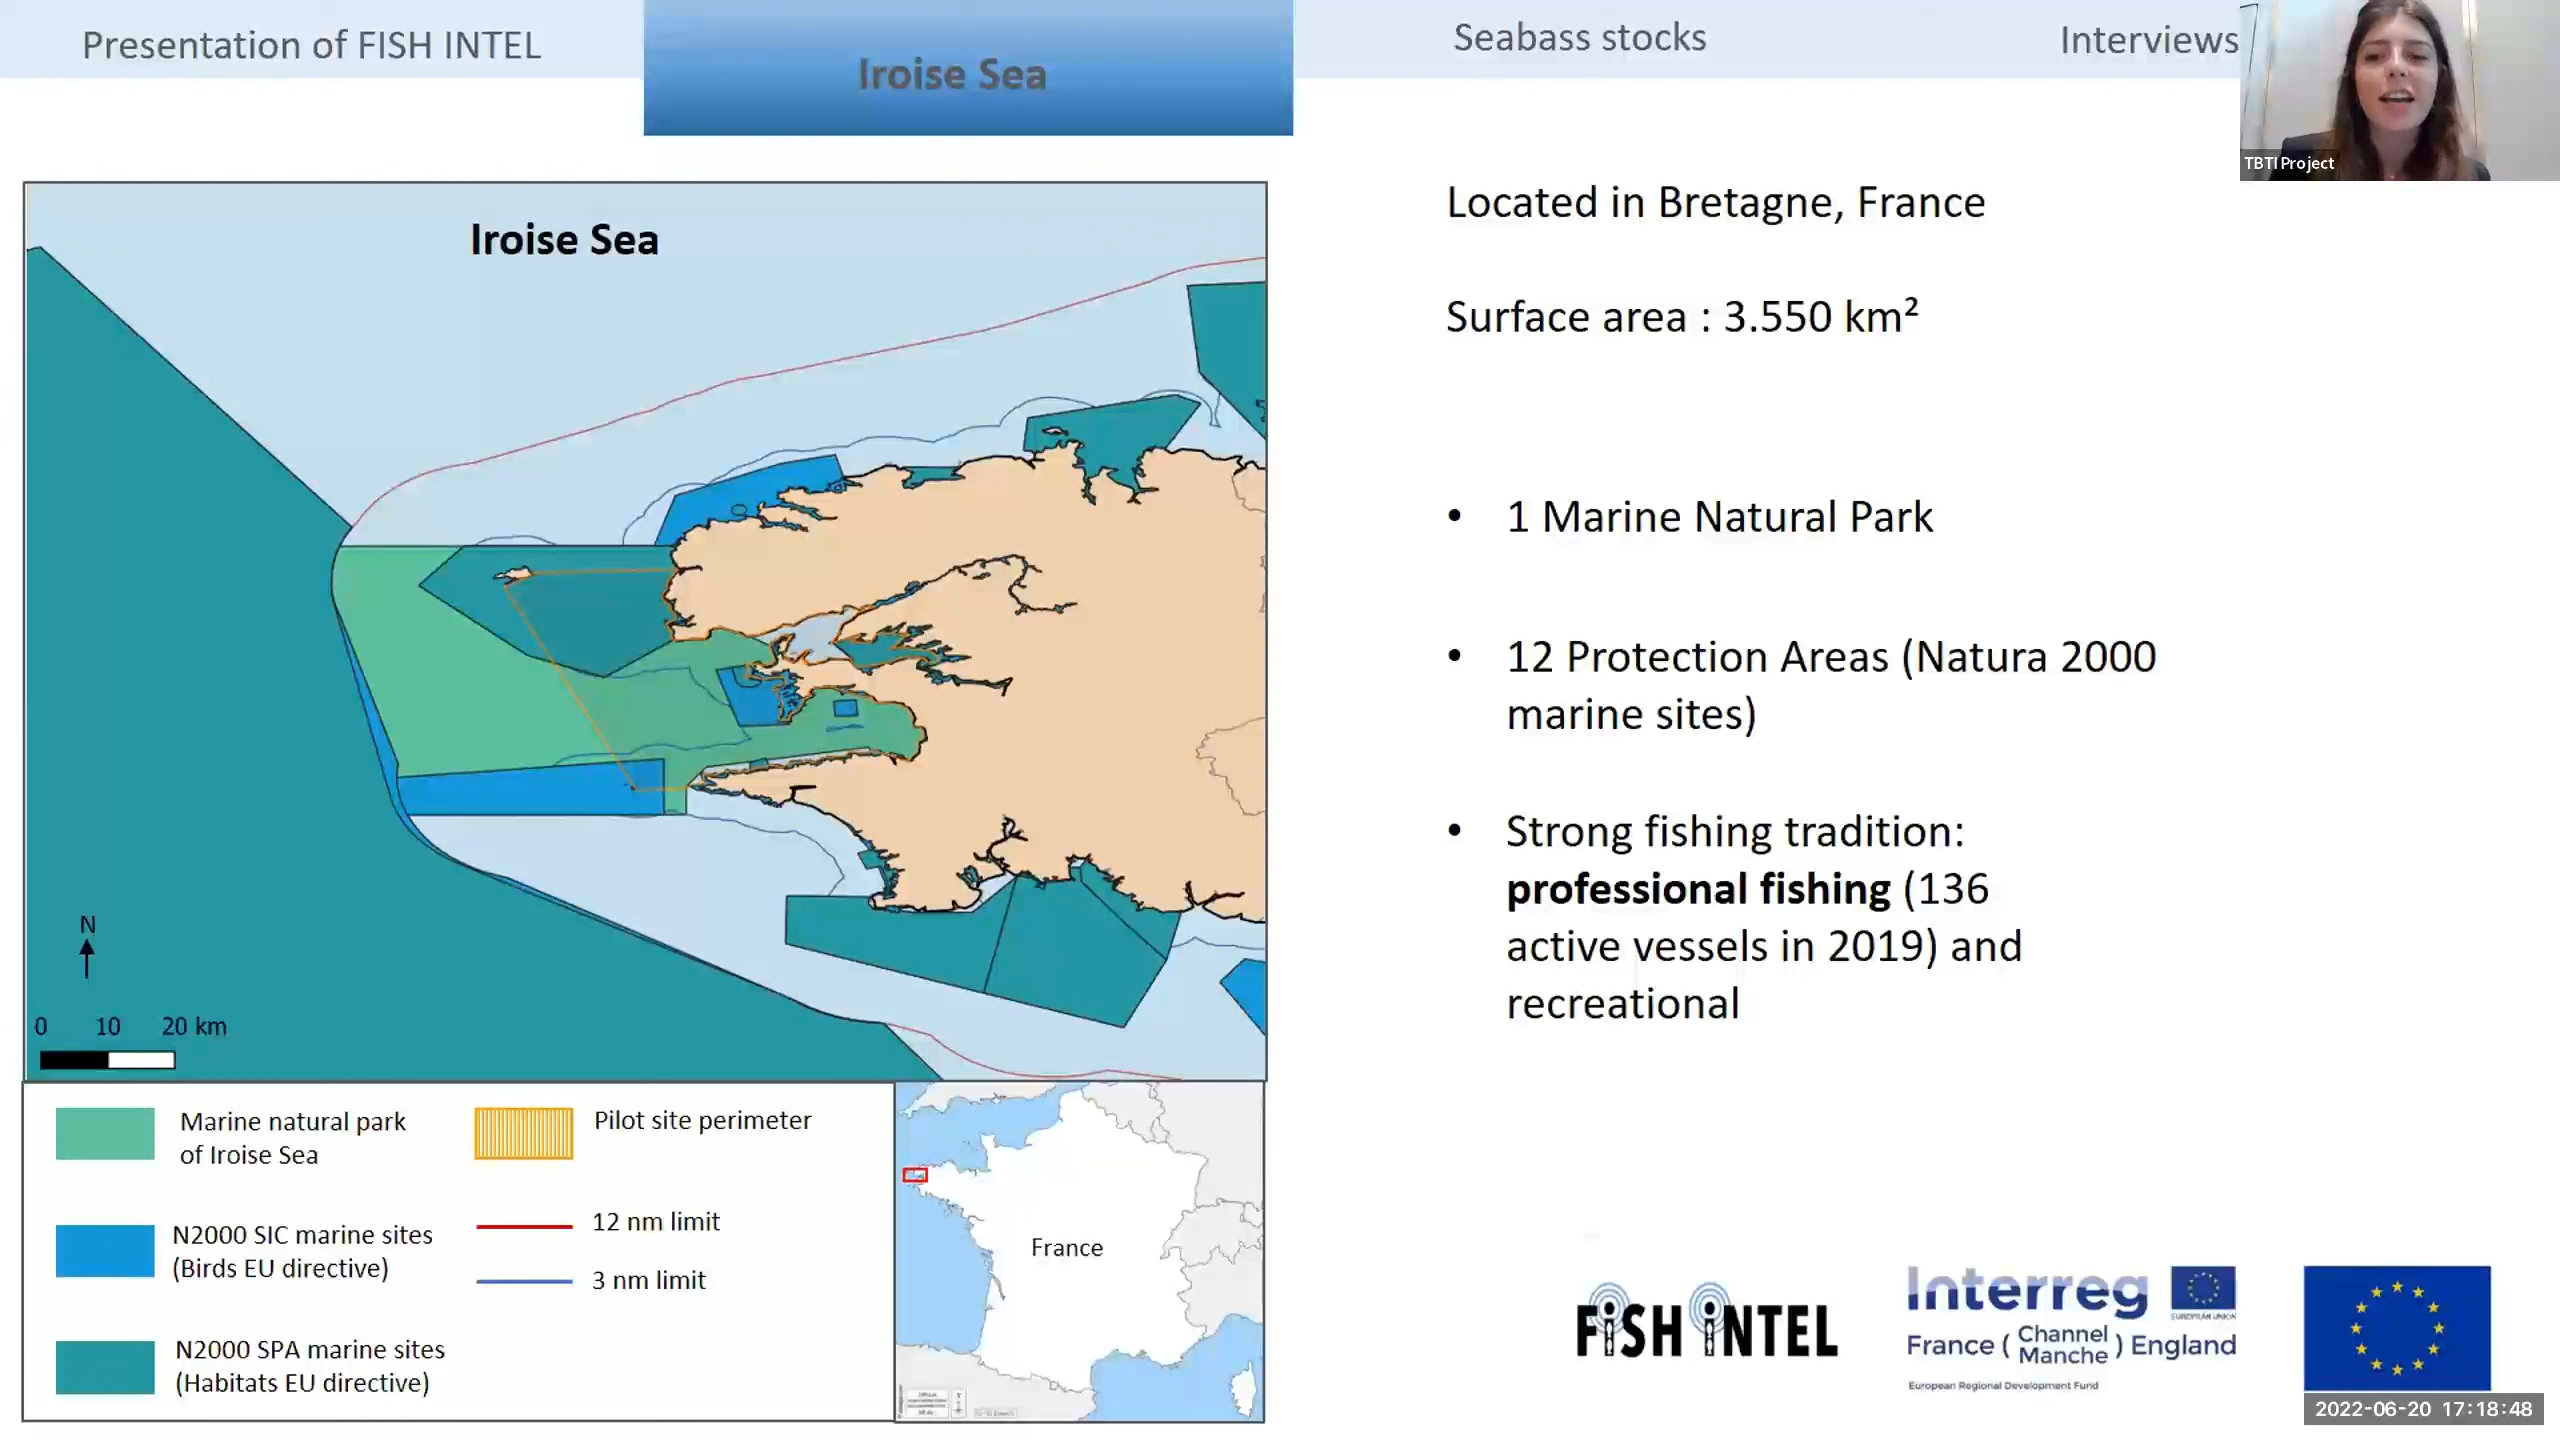 Presentation of FISH INTEL
Iroise Sea
Seabass stocks
Interviews
TBTI Project
Iroise Sea
N
0 10 20 km
Marine natural park
of Iroise Sea
N2000 SIC marine sites
(Birds EU directive)
N2000 SPA marine sites
(Habitats EU directive)
Pilot site perimeter
12 nm limit
3 nm limit
France
Located in Bretagne, France
Surface area : 3.550 km²
• 1 Marine Natural Park
• 12 Protection Areas (Natura 2000
marine sites)
• Strong fishing tradition:
professional fishing (136
active vessels in 2019) and
recreational
FISH INTEL
Interreg
EUROPEAN UNION
France ( Channel
Manche ) England
European Regional Development Fund
2022-06-20 17:18:48